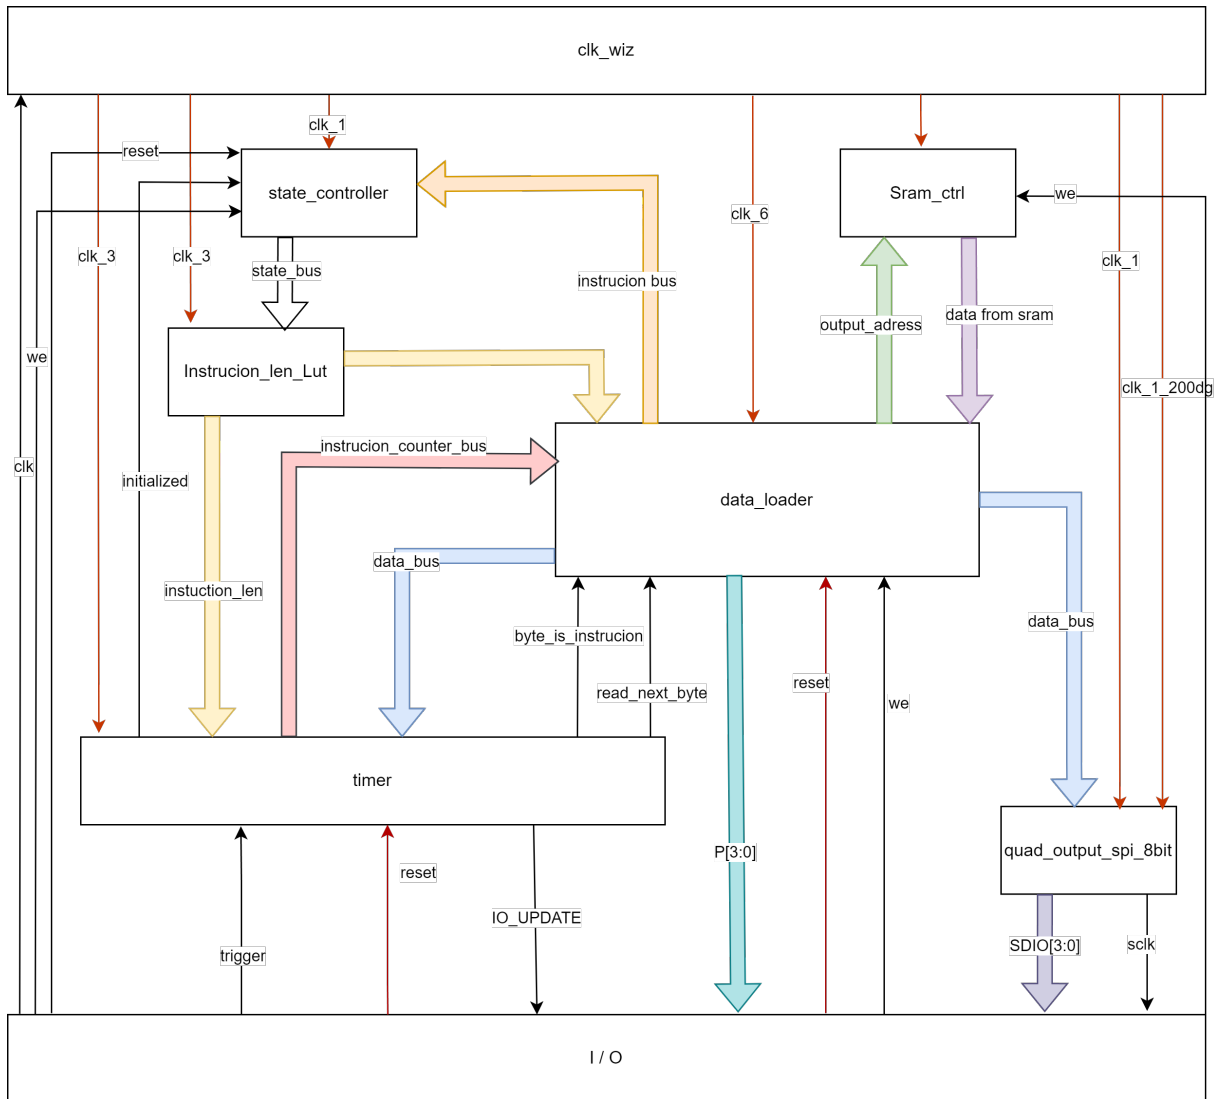 clk_wiz
clk_1
reset
state_controller
Sram_ctrl
we
clk_6
clk_3
clk_3
state_bus
clk_1
instrucion bus
data from sram
output_adress
we
Instrucion_len_Lut
clk_1_200dg
instrucion_counter_bus
clk
initialized
data_loader
data_bus
instuction_len
data_bus
byte_is_instrucion
read_next_byte
reset
we
timer
quad_output_spi_8bit
P[3:0]
reset
IO_UPDATE
SDIO[3:0]
sclk
trigger
I / O